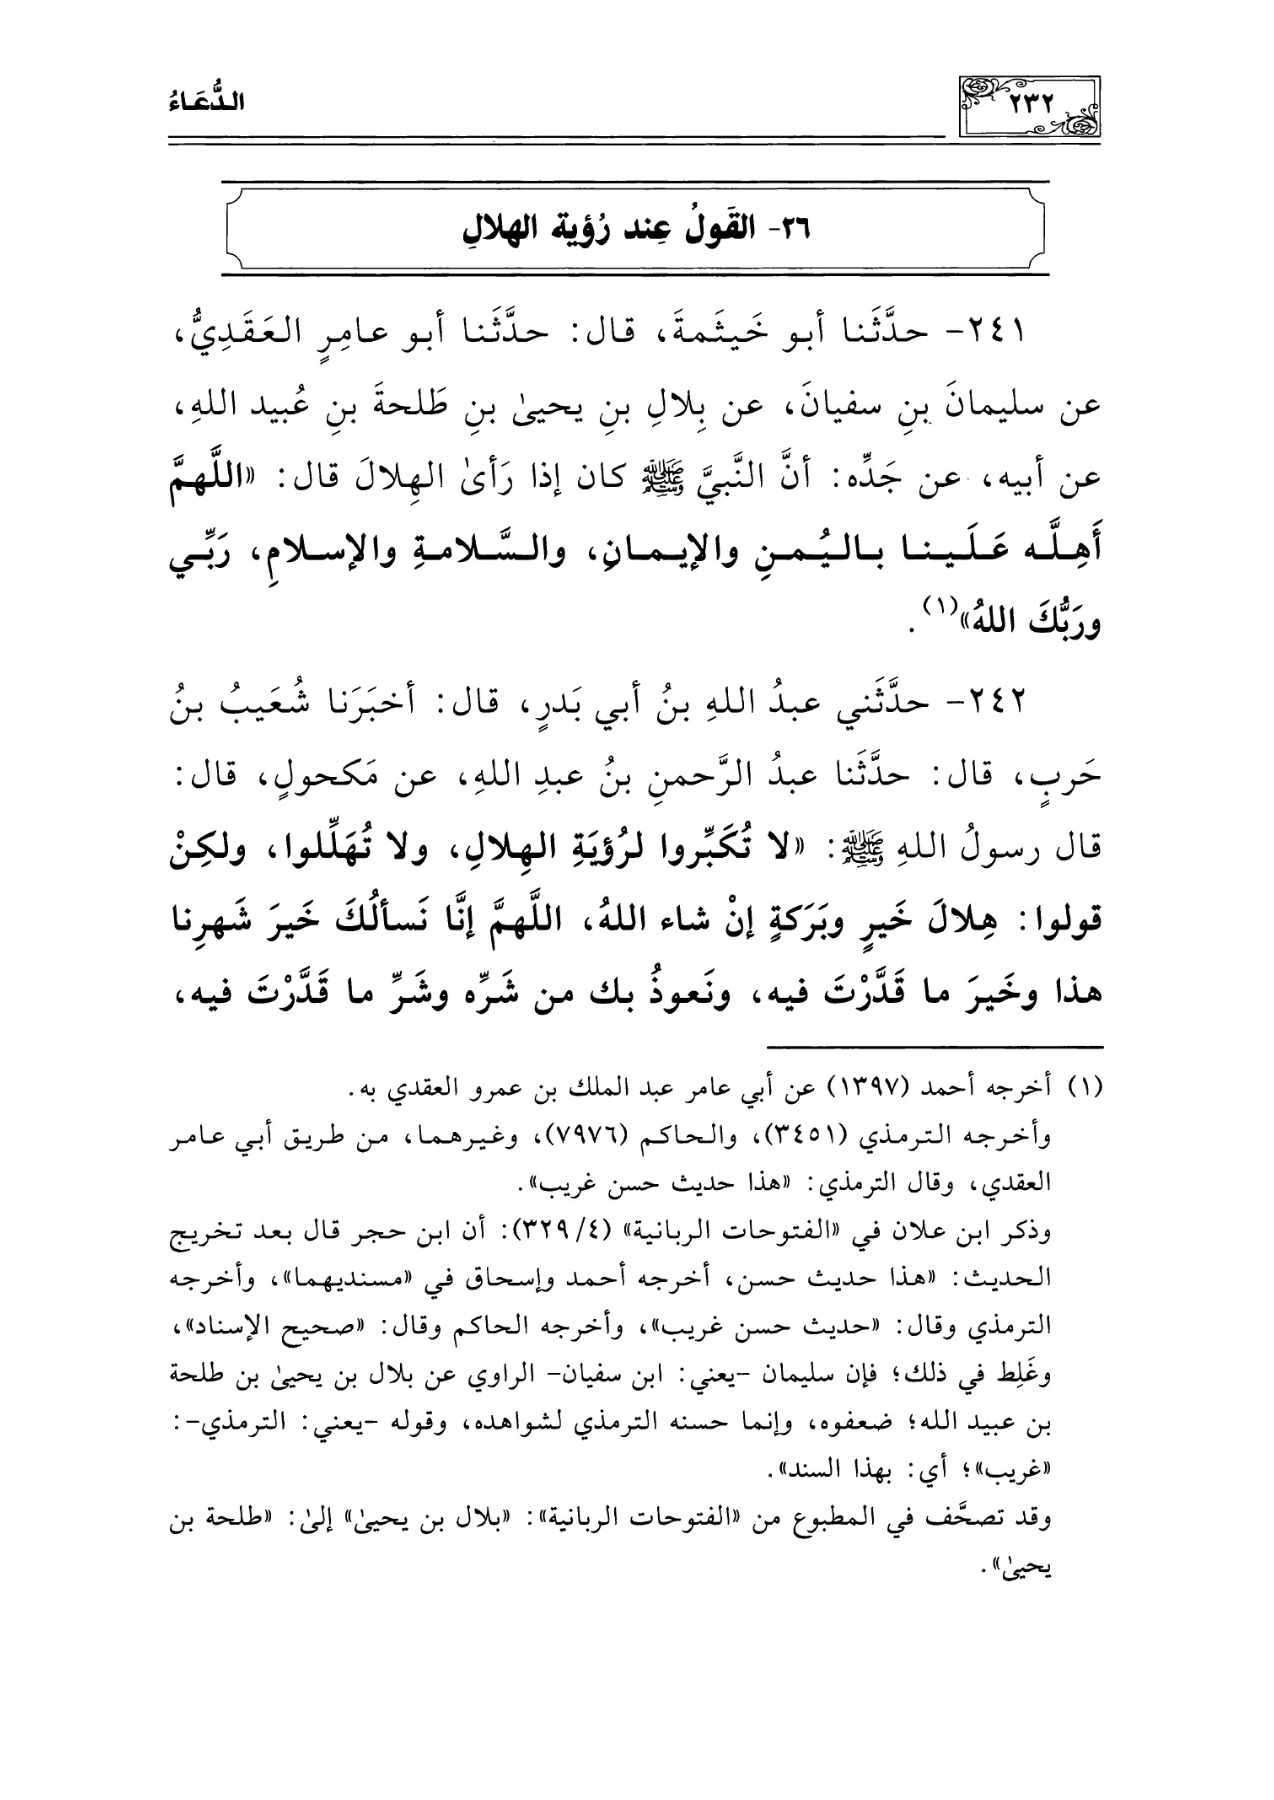 ٢٣٢
الدُّعَاءُ
٢٦- القَولُ عِند رُؤية الهلالِ
٢٤١- حدَّثَنا أبو خَيثَمةَ، قال: حدَّثَنا أبو عامِرٍ العَقَدِيُّ،
عن سليمانَ بنِ سفيانَ، عن بِلالِ بنِ يحيىٰ بنِ طَلحةَ بنِ عُبيد اللهِ،
عن أبيه، عن جَدِّه: أنَّ النَّبيَّ ﷺ كان إذا رَأىٰ الهِلالَ قال: «اللَّهمَّ
أَهِلَّه عَلَينا باليُمنِ والإيمانِ، والسَّلامةِ والإسلامِ، رَبِّي
ورَبُّكَ اللهُ»(١).
٢٤٢- حدَّثَني عبدُ اللهِ بنُ أبي بَدرٍ، قال: أخبَرَنا شُعَيبُ بنُ
حَربٍ، قال: حدَّثَنا عبدُ الرَّحمنِ بنُ عبدِ اللهِ، عن مَكحولٍ، قال:
قال رسولُ اللهِ ﷺ: «لا تُكَبِّروا لرُؤيَةِ الهِلالِ، ولا تُهَلِّلوا، ولكِنْ
قولوا: هِلالَ خَيرٍ وبَرَكةٍ إنْ شاء اللهُ، اللَّهمَّ إنَّا نَسألُكَ خَيرَ شَهرِنا
هذا وخَيرَ ما قَدَّرْتَ فيه، ونَعوذُ بك من شَرِّه وشَرِّ ما قَدَّرْتَ فيه،
(١) أخرجه أحمد (١٣٩٧) عن أبي عامر عبد الملك بن عمرو العقدي به.
وأخرجه الترمذي (٣٤٥١)، والحاكم (٧٩٧٦)، وغيرهما، من طريق أبي عامر
العقدي، وقال الترمذي: «هذا حديث حسن غريب».
وذكر ابن علان في «الفتوحات الربانية» (٣٢٩/٤): أن ابن حجر قال بعد تخريج
الحديث: «هذا حديث حسن، أخرجه أحمد وإسحاق في «مسنديهما»، وأخرجه
الترمذي وقال: «حديث حسن غريب»، وأخرجه الحاكم وقال: «صحيح الإسناد»،
وغَلِط في ذلك؛ فإن سليمان -يعني: ابن سفيان- الراوي عن بلال بن يحيىٰ بن طلحة
بن عبيد الله؛ ضعفوه، وإنما حسنه الترمذي لشواهده، وقوله -يعني: الترمذي-:
«غريب»؛ أي: بهذا السند».
وقد تصحَّف في المطبوع من «الفتوحات الربانية»: «بلال بن يحيىٰ» إلىٰ: «طلحة بن
يحيىٰ».